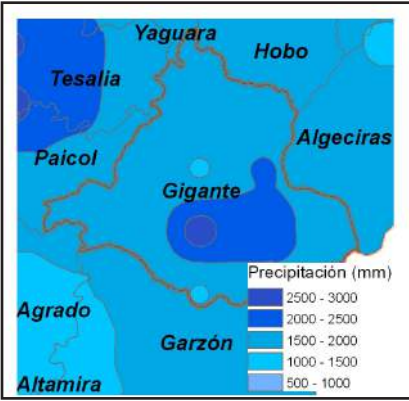 Yaguara
Hobo
Tesalia
Algeciras
Paicol
Gigante
Precipitación (mm)
2500 - 3000
2000 - 2500
1500 - 2000
1000 - 1500
500 - 1000
Agrado
Garzón
Altamira